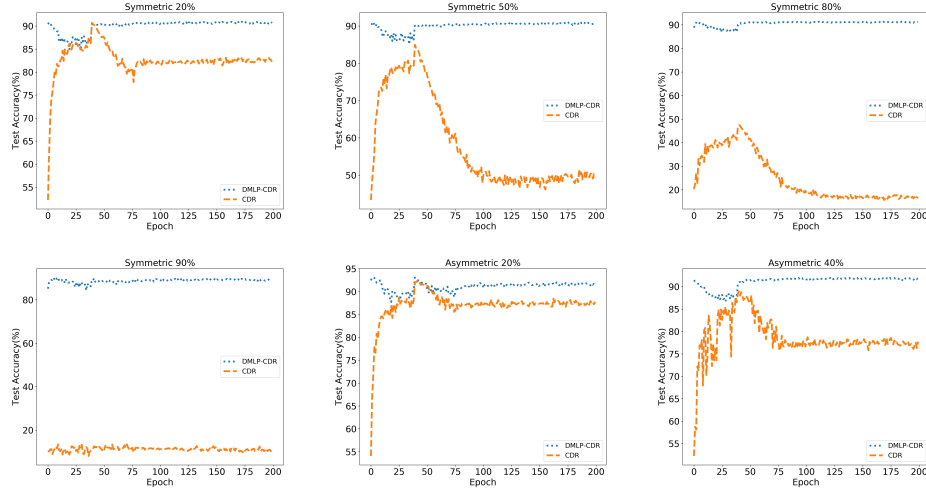 Symmetric 20%
Test Accuracy(%)
90
85
80
75
70
65
60
55
DMLP-CDR
CDR
0 25 50 75 100 125 150 175 200
Epoch
Symmetric 50%
Test Accuracy(%)
90
80
70
60
50
DMLP-CDR
CDR
0 25 50 75 100 125 150 175 200
Epoch
Symmetric 80%
Test Accuracy(%)
90
80
70
60
50
40
30
20
DMLP-CDR
CDR
0 25 50 75 100 125 150 175 200
Epoch
Symmetric 90%
Test Accuracy(%)
80
60
40
20
DMLP-CDR
CDR
0 25 50 75 100 125 150 175 200
Epoch
Asymmetric 20%
Test Accuracy(%)
95
90
85
80
75
70
65
60
55
DMLP-CDR
CDR
0 25 50 75 100 125 150 175 200
Epoch
Asymmetric 40%
Test Accuracy(%)
90
85
80
75
70
65
60
55
DMLP-CDR
CDR
0 25 50 75 100 125 150 175 200
Epoch